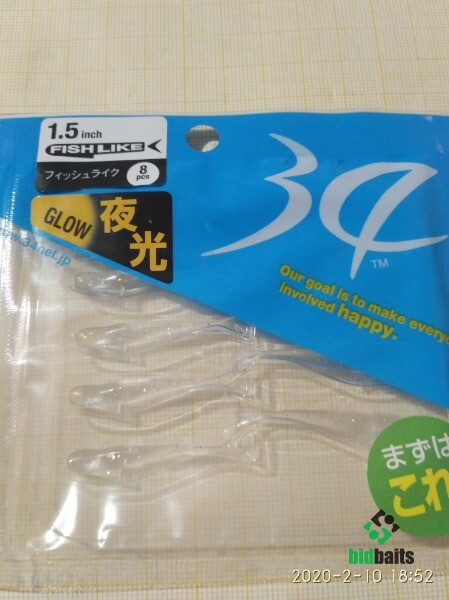 1.5 inch
FISH LIKE
フィッシュライク 8 pcs
GLOW 夜光
34
TM
34net.jp
Our goal is to make
involved happy.
まずは
これ
bidbaits
2020-2-10 18:52